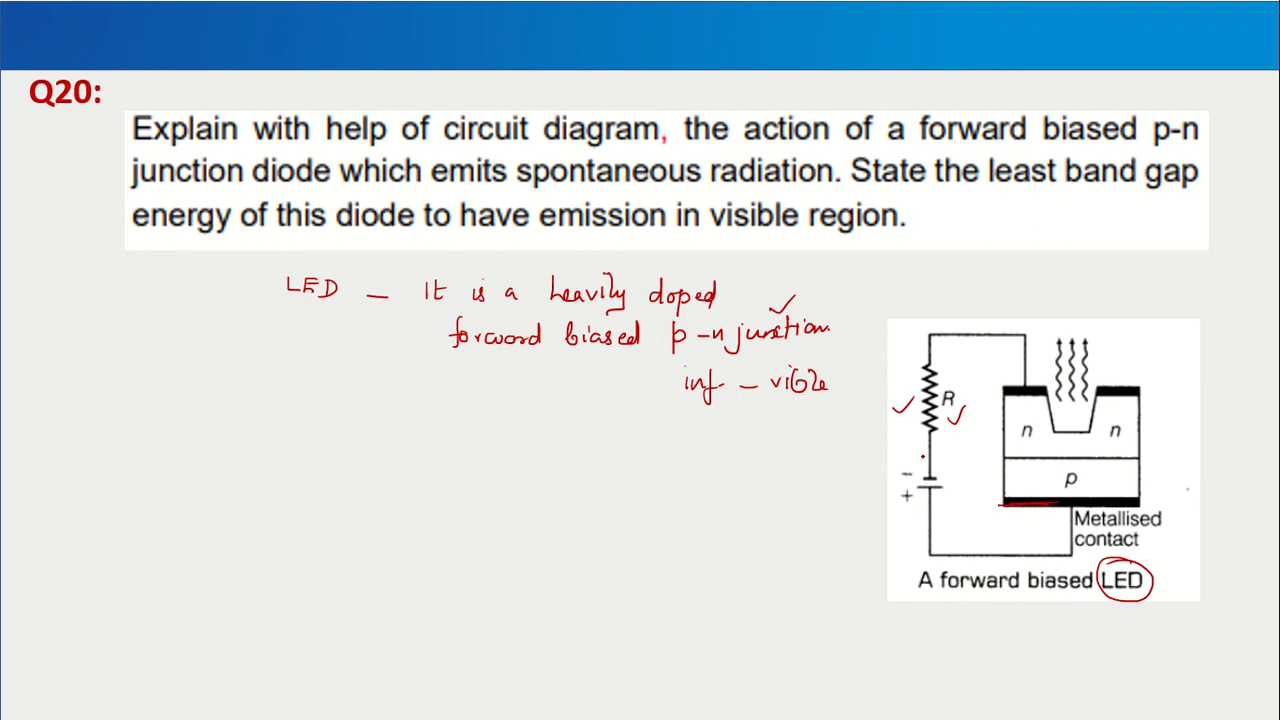 Q20:
Explain with help of circuit diagram, the action of a forward biased p-n
junction diode which emits spontaneous radiation. State the least band gap
energy of this diode to have emission in visible region.
LED – It is a heavily doped
forward biased p-n junction
inf. –
R
n
n
p
–
+
Metallised
contact
A forward biased LED